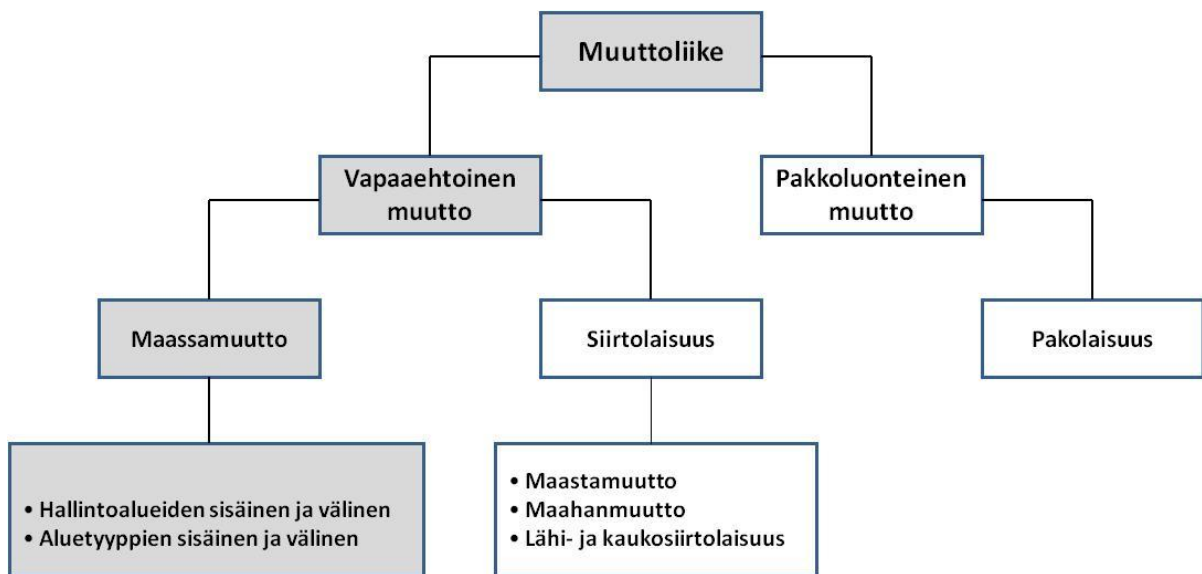 Muuttoliike
Vapaaehtoinen
muutto
Pakkoluonteinen
muutto
Maassamuutto
Siirtolaisuus
Pakolaisuus
• Hallintoalueiden sisäinen ja välinen
• Aluetyyppien sisäinen ja välinen
• Maastamuutto
• Maahanmuutto
• Lähi- ja kaukosiirtolaisuus